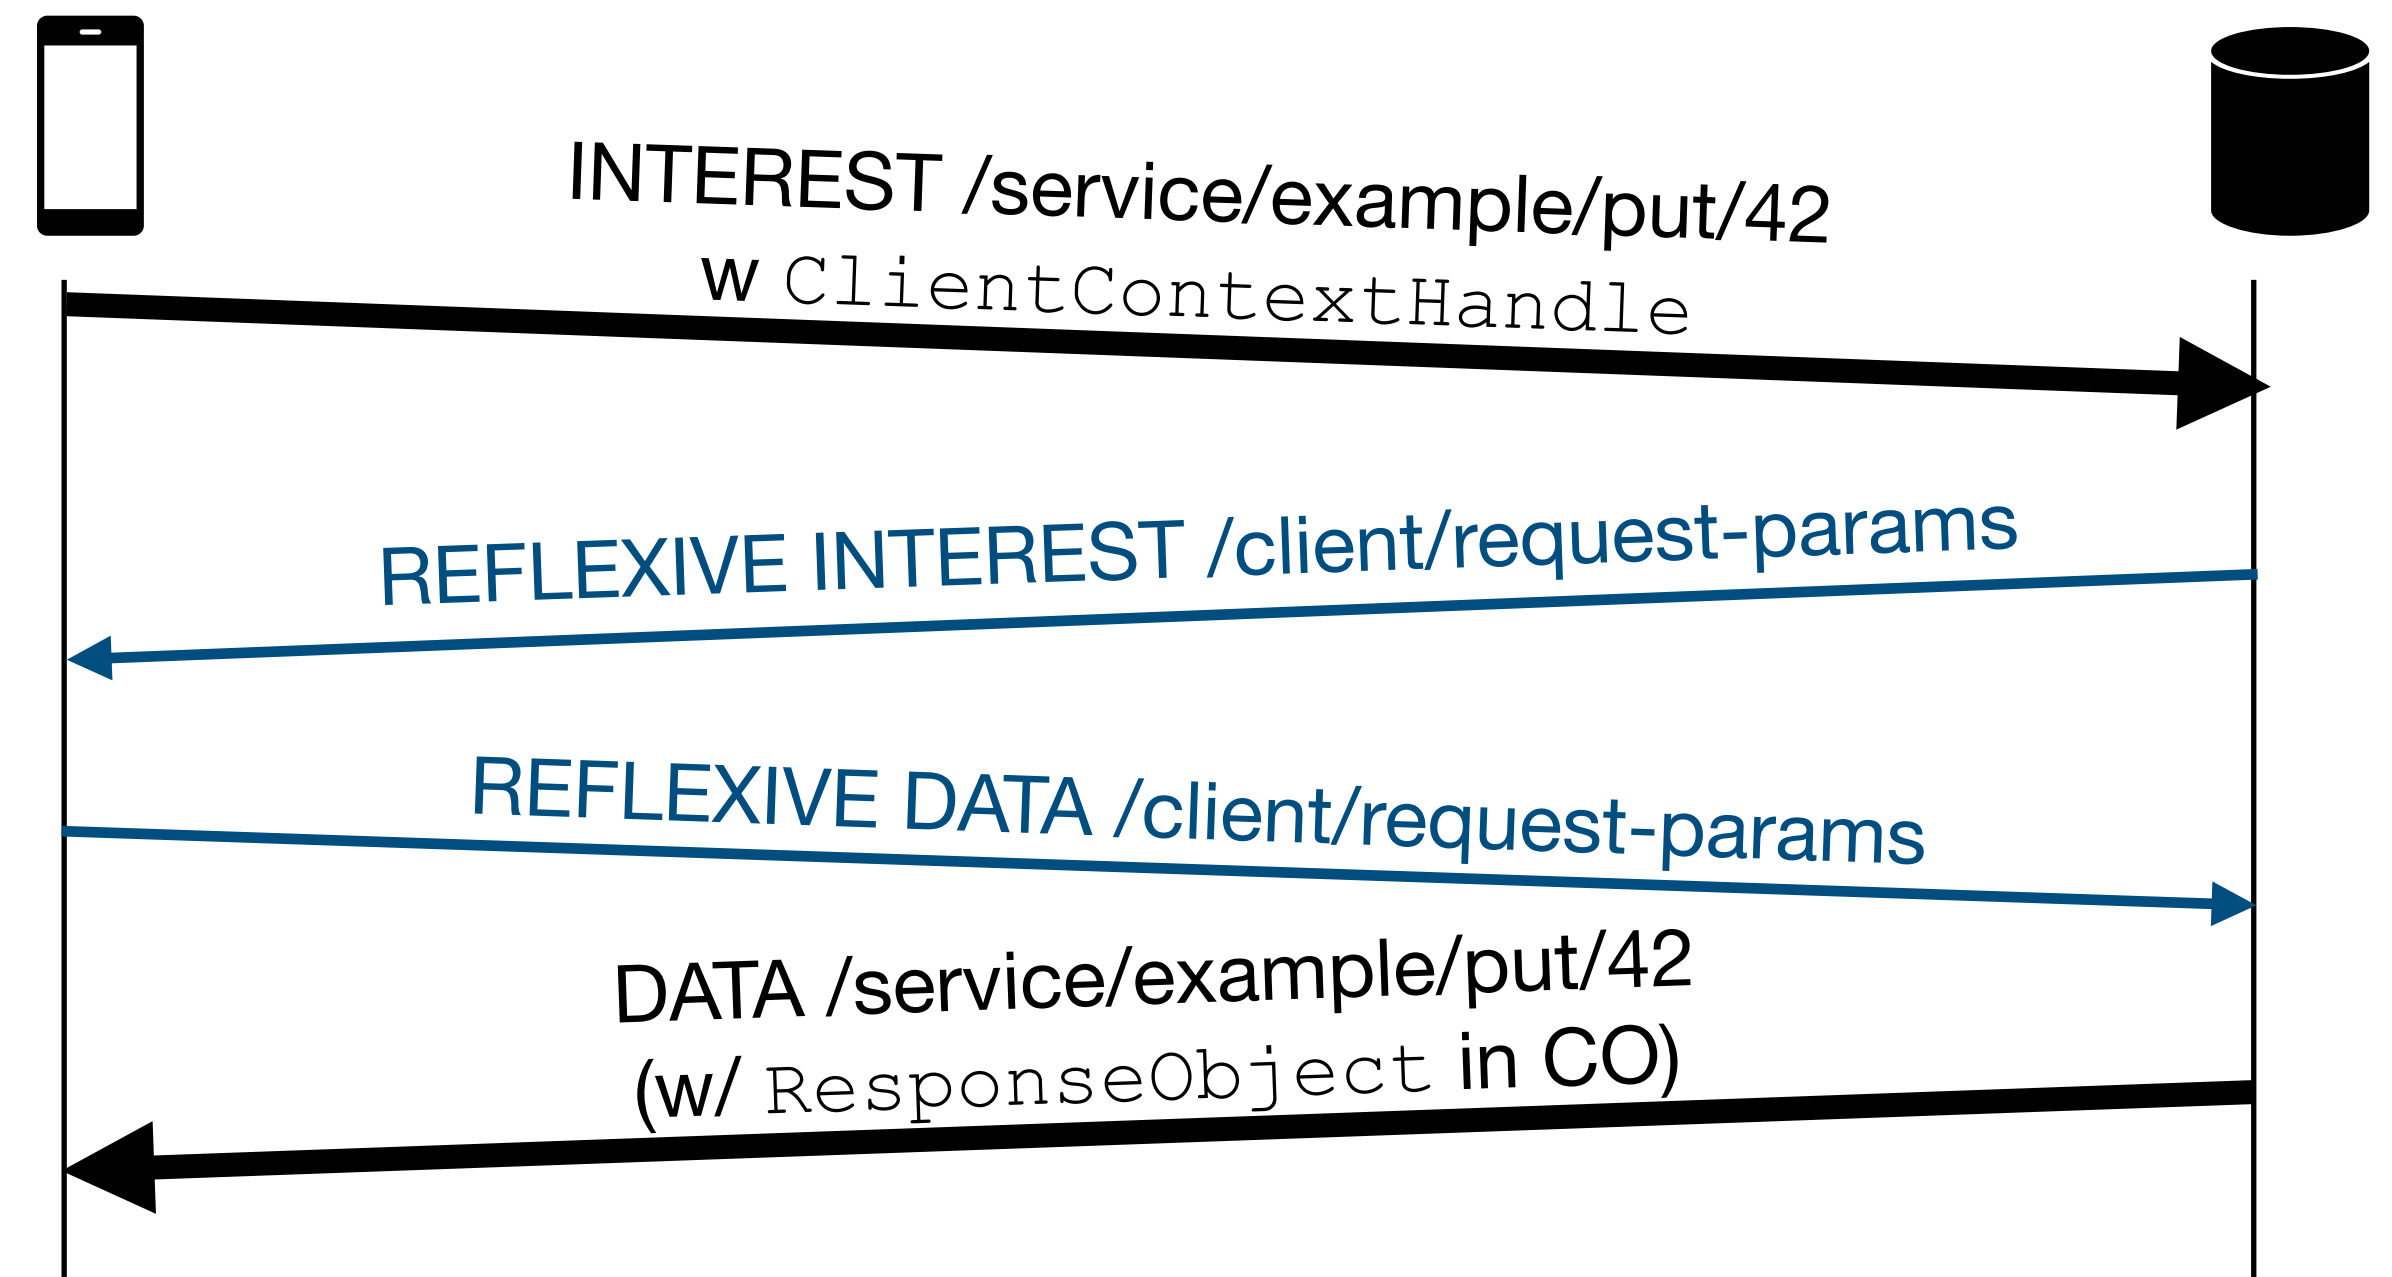 INTEREST /service/example/put/42
w ClientContextHandle
REFLEXIVE INTEREST /client/request-params
REFLEXIVE DATA /client/request-params
DATA /service/example/put/42
(w/ ResponseObject in CO)